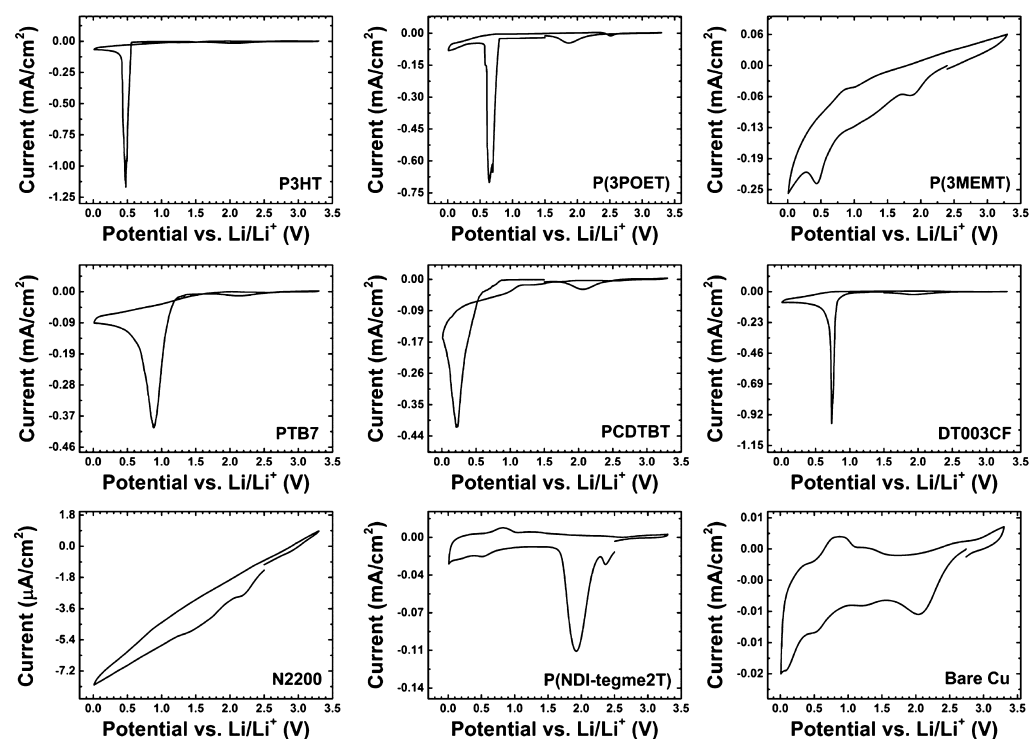 0.00
-0.25
-0.50
-0.75
-1.00
-1.25
Current (mA/cm²)
P3HT
0.0 0.5 1.0 1.5 2.0 2.5 3.0 3.5
Potential vs. Li/Li⁺ (V)
0.00
-0.15
-0.30
-0.45
-0.60
-0.75
Current (mA/cm²)
P(3POET)
0.0 0.5 1.0 1.5 2.0 2.5 3.0 3.5
Potential vs. Li/Li⁺ (V)
0.06
0.00
-0.06
-0.13
-0.19
-0.25
Current (mA/cm²)
P(3MEMT)
0.0 0.5 1.0 1.5 2.0 2.5 3.0 3.5
Potential vs. Li/Li⁺ (V)
0.00
-0.09
-0.19
-0.28
-0.37
-0.46
Current (mA/cm²)
PTB7
0.0 0.5 1.0 1.5 2.0 2.5 3.0 3.5
Potential vs. Li/Li⁺ (V)
0.00
-0.09
-0.17
-0.26
-0.35
-0.44
Current (mA/cm²)
PCDTBT
0.0 0.5 1.0 1.5 2.0 2.5 3.0 3.5
Potential vs. Li/Li⁺ (V)
0.00
-0.23
-0.46
-0.69
-0.92
-1.15
Current (mA/cm²)
DT003CF
0.0 0.5 1.0 1.5 2.0 2.5 3.0 3.5
Potential vs. Li/Li⁺ (V)
1.8
0.0
-1.8
-3.6
-5.4
-7.2
Current (μA/cm²)
N2200
0.0 0.5 1.0 1.5 2.0 2.5 3.0 3.5
Potential vs. Li/Li⁺ (V)
0.00
-0.04
-0.07
-0.11
-0.14
Current (mA/cm²)
P(NDI-tegme2T)
0.0 0.5 1.0 1.5 2.0 2.5 3.0 3.5
Potential vs. Li/Li⁺ (V)
0.01
0.00
-0.00
-0.01
-0.01
-0.02
Current (mA/cm²)
Bare Cu
0.0 0.5 1.0 1.5 2.0 2.5 3.0 3.5
Potential vs. Li/Li⁺ (V)